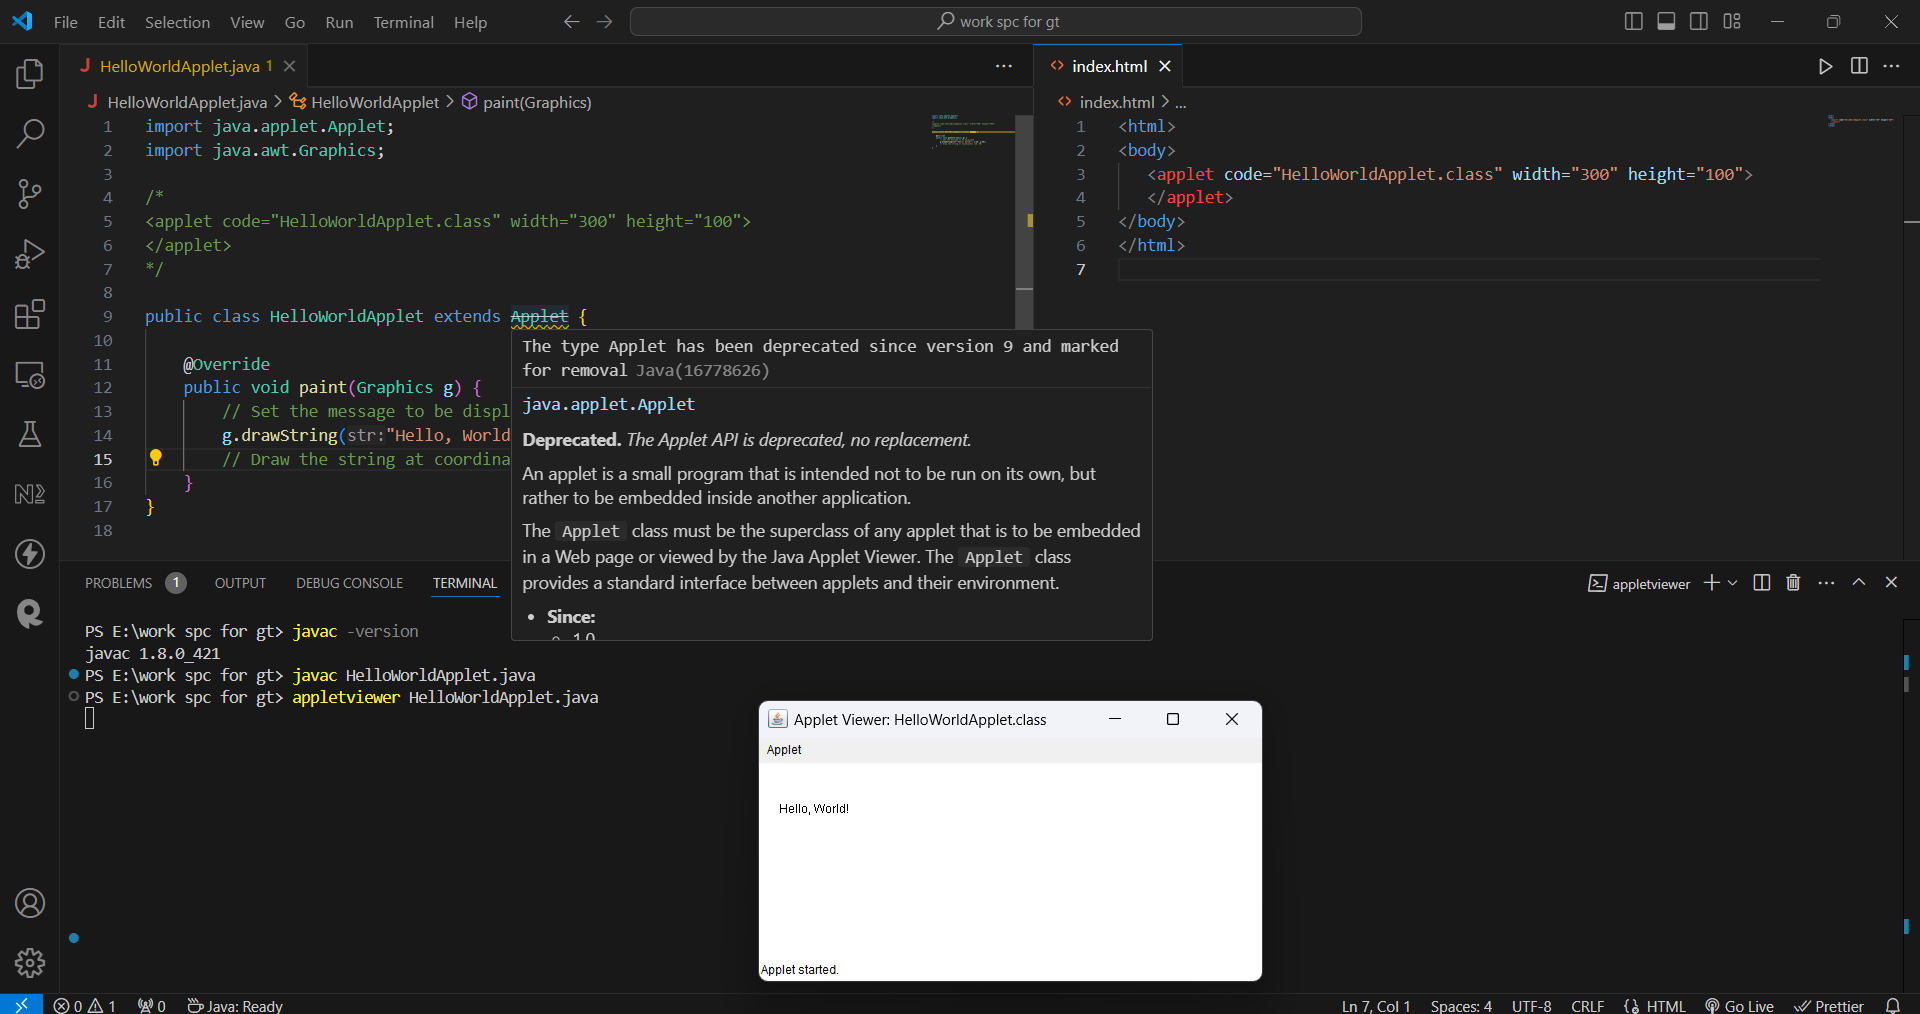 File Edit Selection View Go Run Terminal Help
work spc for gt
HelloWorldApplet.java 1
HelloWorldApplet.java > HelloWorldApplet > paint(Graphics)
1 import java.applet.Applet;
2 import java.awt.Graphics;
3
4 /*
5 <applet code="HelloWorldApplet.class" width="300" height="100">
6 </applet>
7 */
8
9 public class HelloWorldApplet extends Applet {
10
11 @Override
12 public void paint(Graphics g) {
13 // Set the message to be displ
14 g.drawString(str:"Hello, World
15 // Draw the string at coordina
16 }
17 }
18
The type Applet has been deprecated since version 9 and marked
for removal Java(16778626)
java.applet.Applet
Deprecated. The Applet API is deprecated, no replacement.
An applet is a small program that is intended not to be run on its own, but
rather to be embedded inside another application.
The Applet class must be the superclass of any applet that is to be embedded
in a Web page or viewed by the Java Applet Viewer. The Applet class
provides a standard interface between applets and their environment.
• Since:
1.0
index.html
index.html > ...
1 <html>
2 <body>
3 <applet code="HelloWorldApplet.class" width="300" height="100">
4 </applet>
5 </body>
6 </html>
7
PROBLEMS 1 OUTPUT DEBUG CONSOLE TERMINAL
appletviewer
PS E:\work spc for gt> javac -version
javac 1.8.0_421
PS E:\work spc for gt> javac HelloWorldApplet.java
PS E:\work spc for gt> appletviewer HelloWorldApplet.java
Applet Viewer: HelloWorldApplet.class
Applet
Hello, World!
Applet started.
0 1 0 Java: Ready
Ln 7, Col 1 Spaces: 4 UTF-8 CRLF {} HTML Go Live Prettier